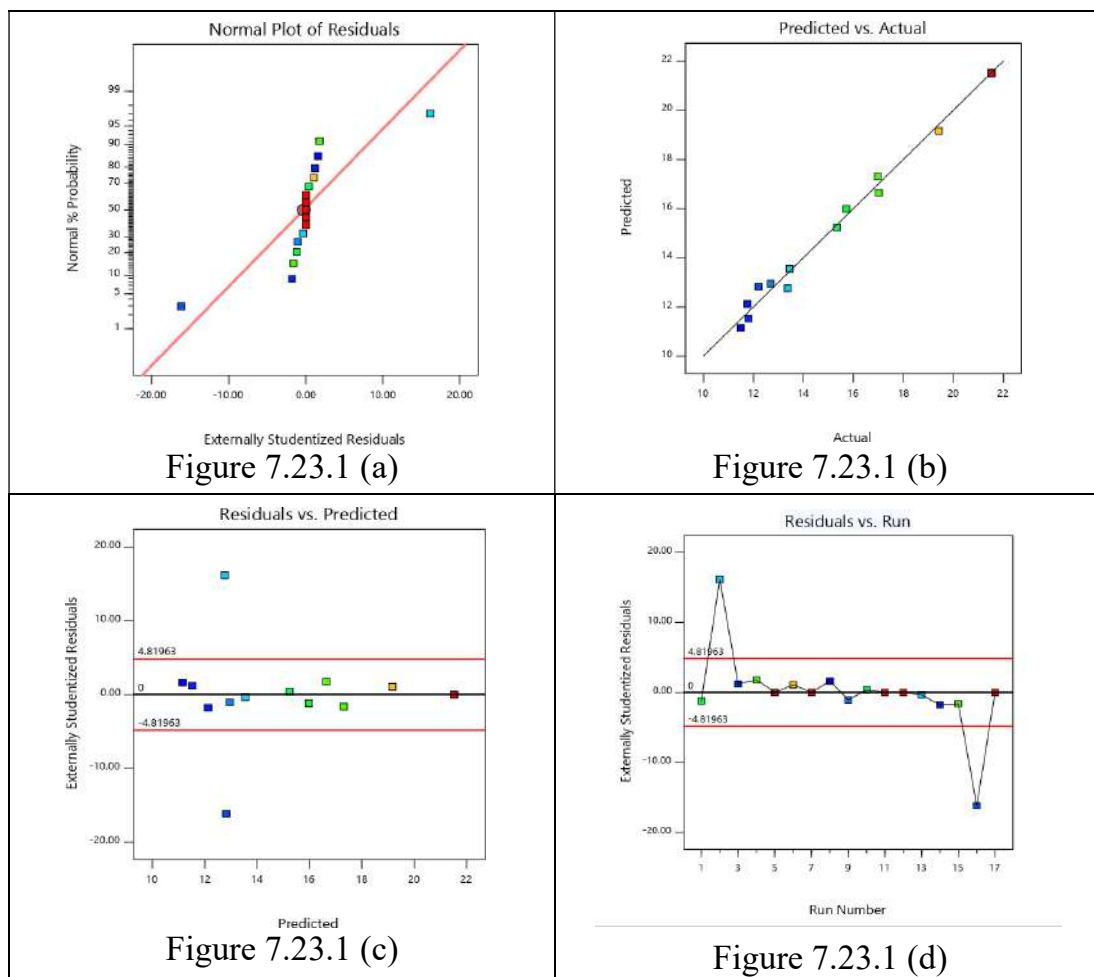 Normal Plot of Residuals
Normal % Probability
99
95
90
80
70
50
30
20
10
5
1
-20.00 -10.00 0.00 10.00 20.00
Externally Studentized Residuals
Figure 7.23.1 (a)
Predicted vs. Actual
Predicted
22
20
18
16
14
12
10
10 12 14 16 18 20 22
Actual
Figure 7.23.1 (b)
Residuals vs. Predicted
Externally Studentized Residuals
20.00
10.00
4.81963
0.00
0
-4.81963
-10.00
-20.00
10 12 14 16 18 20 22
Predicted
Figure 7.23.1 (c)
Residuals vs. Run
Externally Studentized Residuals
20.00
10.00
4.81963
0.00
0
-4.81963
-10.00
-20.00
1 3 5 7 9 11 13 15 17
Run Number
Figure 7.23.1 (d)